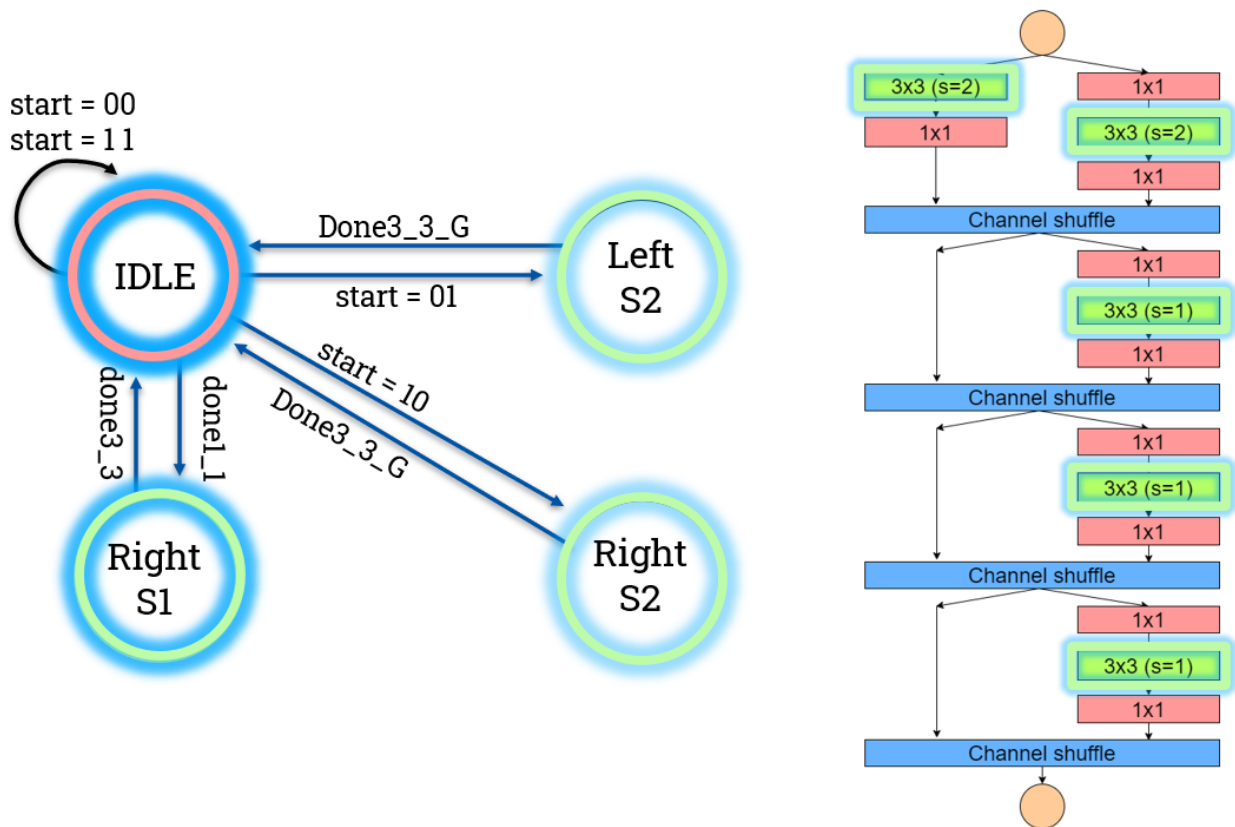 start = 00
start = 11
IDLE
Done3_3_G
start = 01
Left
S2
start = 10
Done3_3_G
done3_3
done1_1
Right
S1
Right
S2
3x3 (s=2)
1x1
1x1
3x3 (s=2)
1x1
Channel shuffle
1x1
3x3 (s=1)
1x1
Channel shuffle
1x1
3x3 (s=1)
1x1
Channel shuffle
1x1
3x3 (s=1)
1x1
Channel shuffle